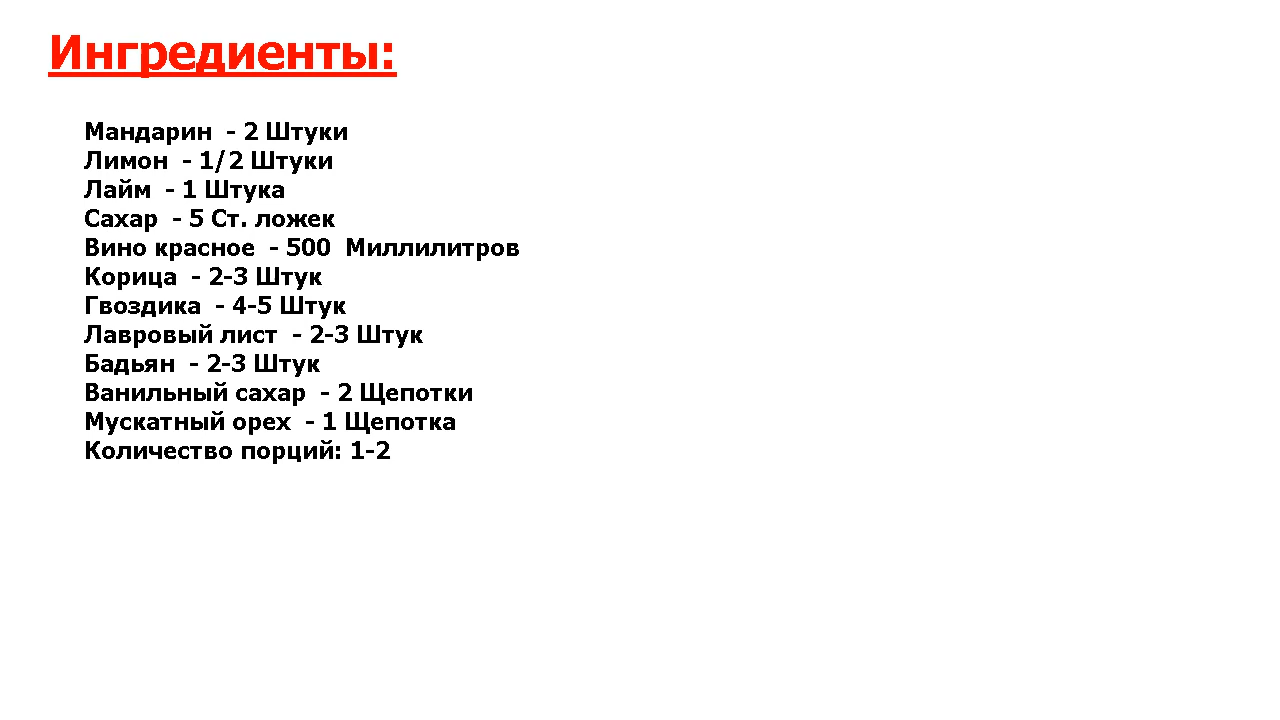 Ингредиенты:
Мандарин  - 2 Штуки
Лимон  - 1/2 Штуки
Лайм  - 1 Штука
Сахар  - 5 Ст. ложек
Вино красное  - 500  Миллилитров
Корица  - 2-3 Штук
Гвоздика  - 4-5 Штук
Лавровый лист  - 2-3 Штук
Бадьян  - 2-3 Штук
Ванильный сахар  - 2 Щепотки
Мускатный орех  - 1 Щепотка
Количество порций: 1-2